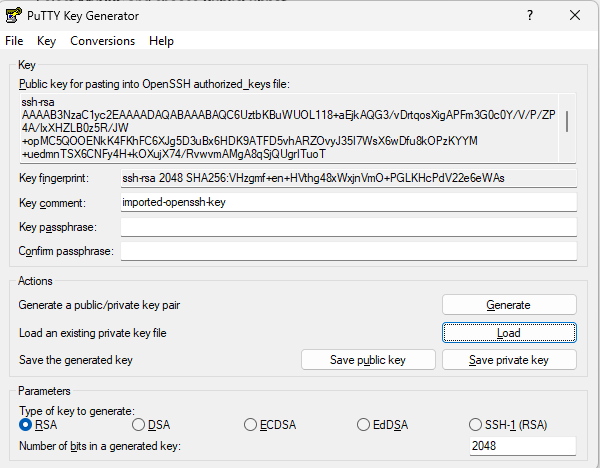 PuTTY Key Generator
?
File Key Conversions Help
Key
Public key for pasting into OpenSSH authorized_keys file:
ssh-rsa
AAAAB3NzaC1yc2EAAAADAQABAAABAQC6UztbKBuWUOL118+aEjkAQG3/vDrtqosXigAPFm3G0c0Y/V/P/ZP
4A/IxXHZLB0z5R/JW
+opMC5QOOENkK4FKhFC6XJg5D3uBx6HDK9ATFD5vhARZOvyJ35I7WsX6wDfu8kOPzKYYM
+uedmnTSX6CNFy4H+kOXujX74/RvwvmAMgA8qSjQUgrlTuoT
Key fingerprint: ssh-rsa 2048 SHA256:VHzgmf+en+HVthg48xWxjnVmO+PGLKHcPdV22e6eWAs
Key comment: imported-openssh-key
Key passphrase:
Confirm passphrase:
Actions
Generate a public/private key pair Generate
Load an existing private key file Load
Save the generated key Save public key Save private key
Parameters
Type of key to generate:
RSA DSA ECDSA EdDSA SSH-1 (RSA)
Number of bits in a generated key: 2048